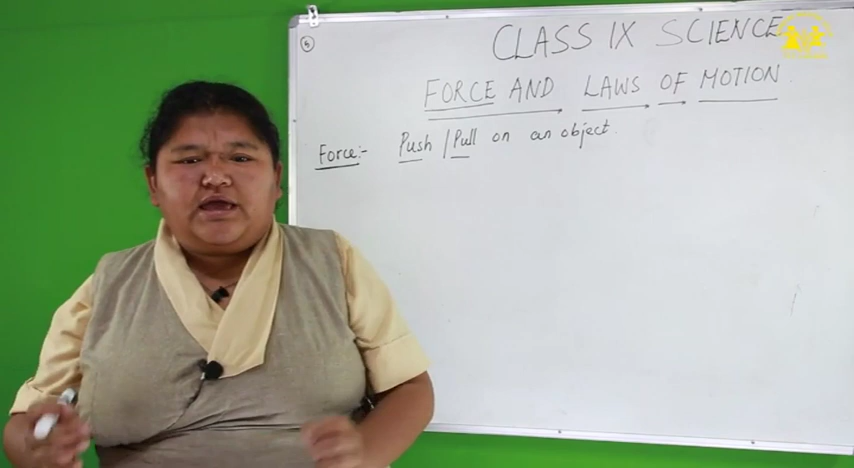 CLASS IX SCIENCE
FORCE AND LAWS OF MOTION
Force:- Push / Pull on an object.